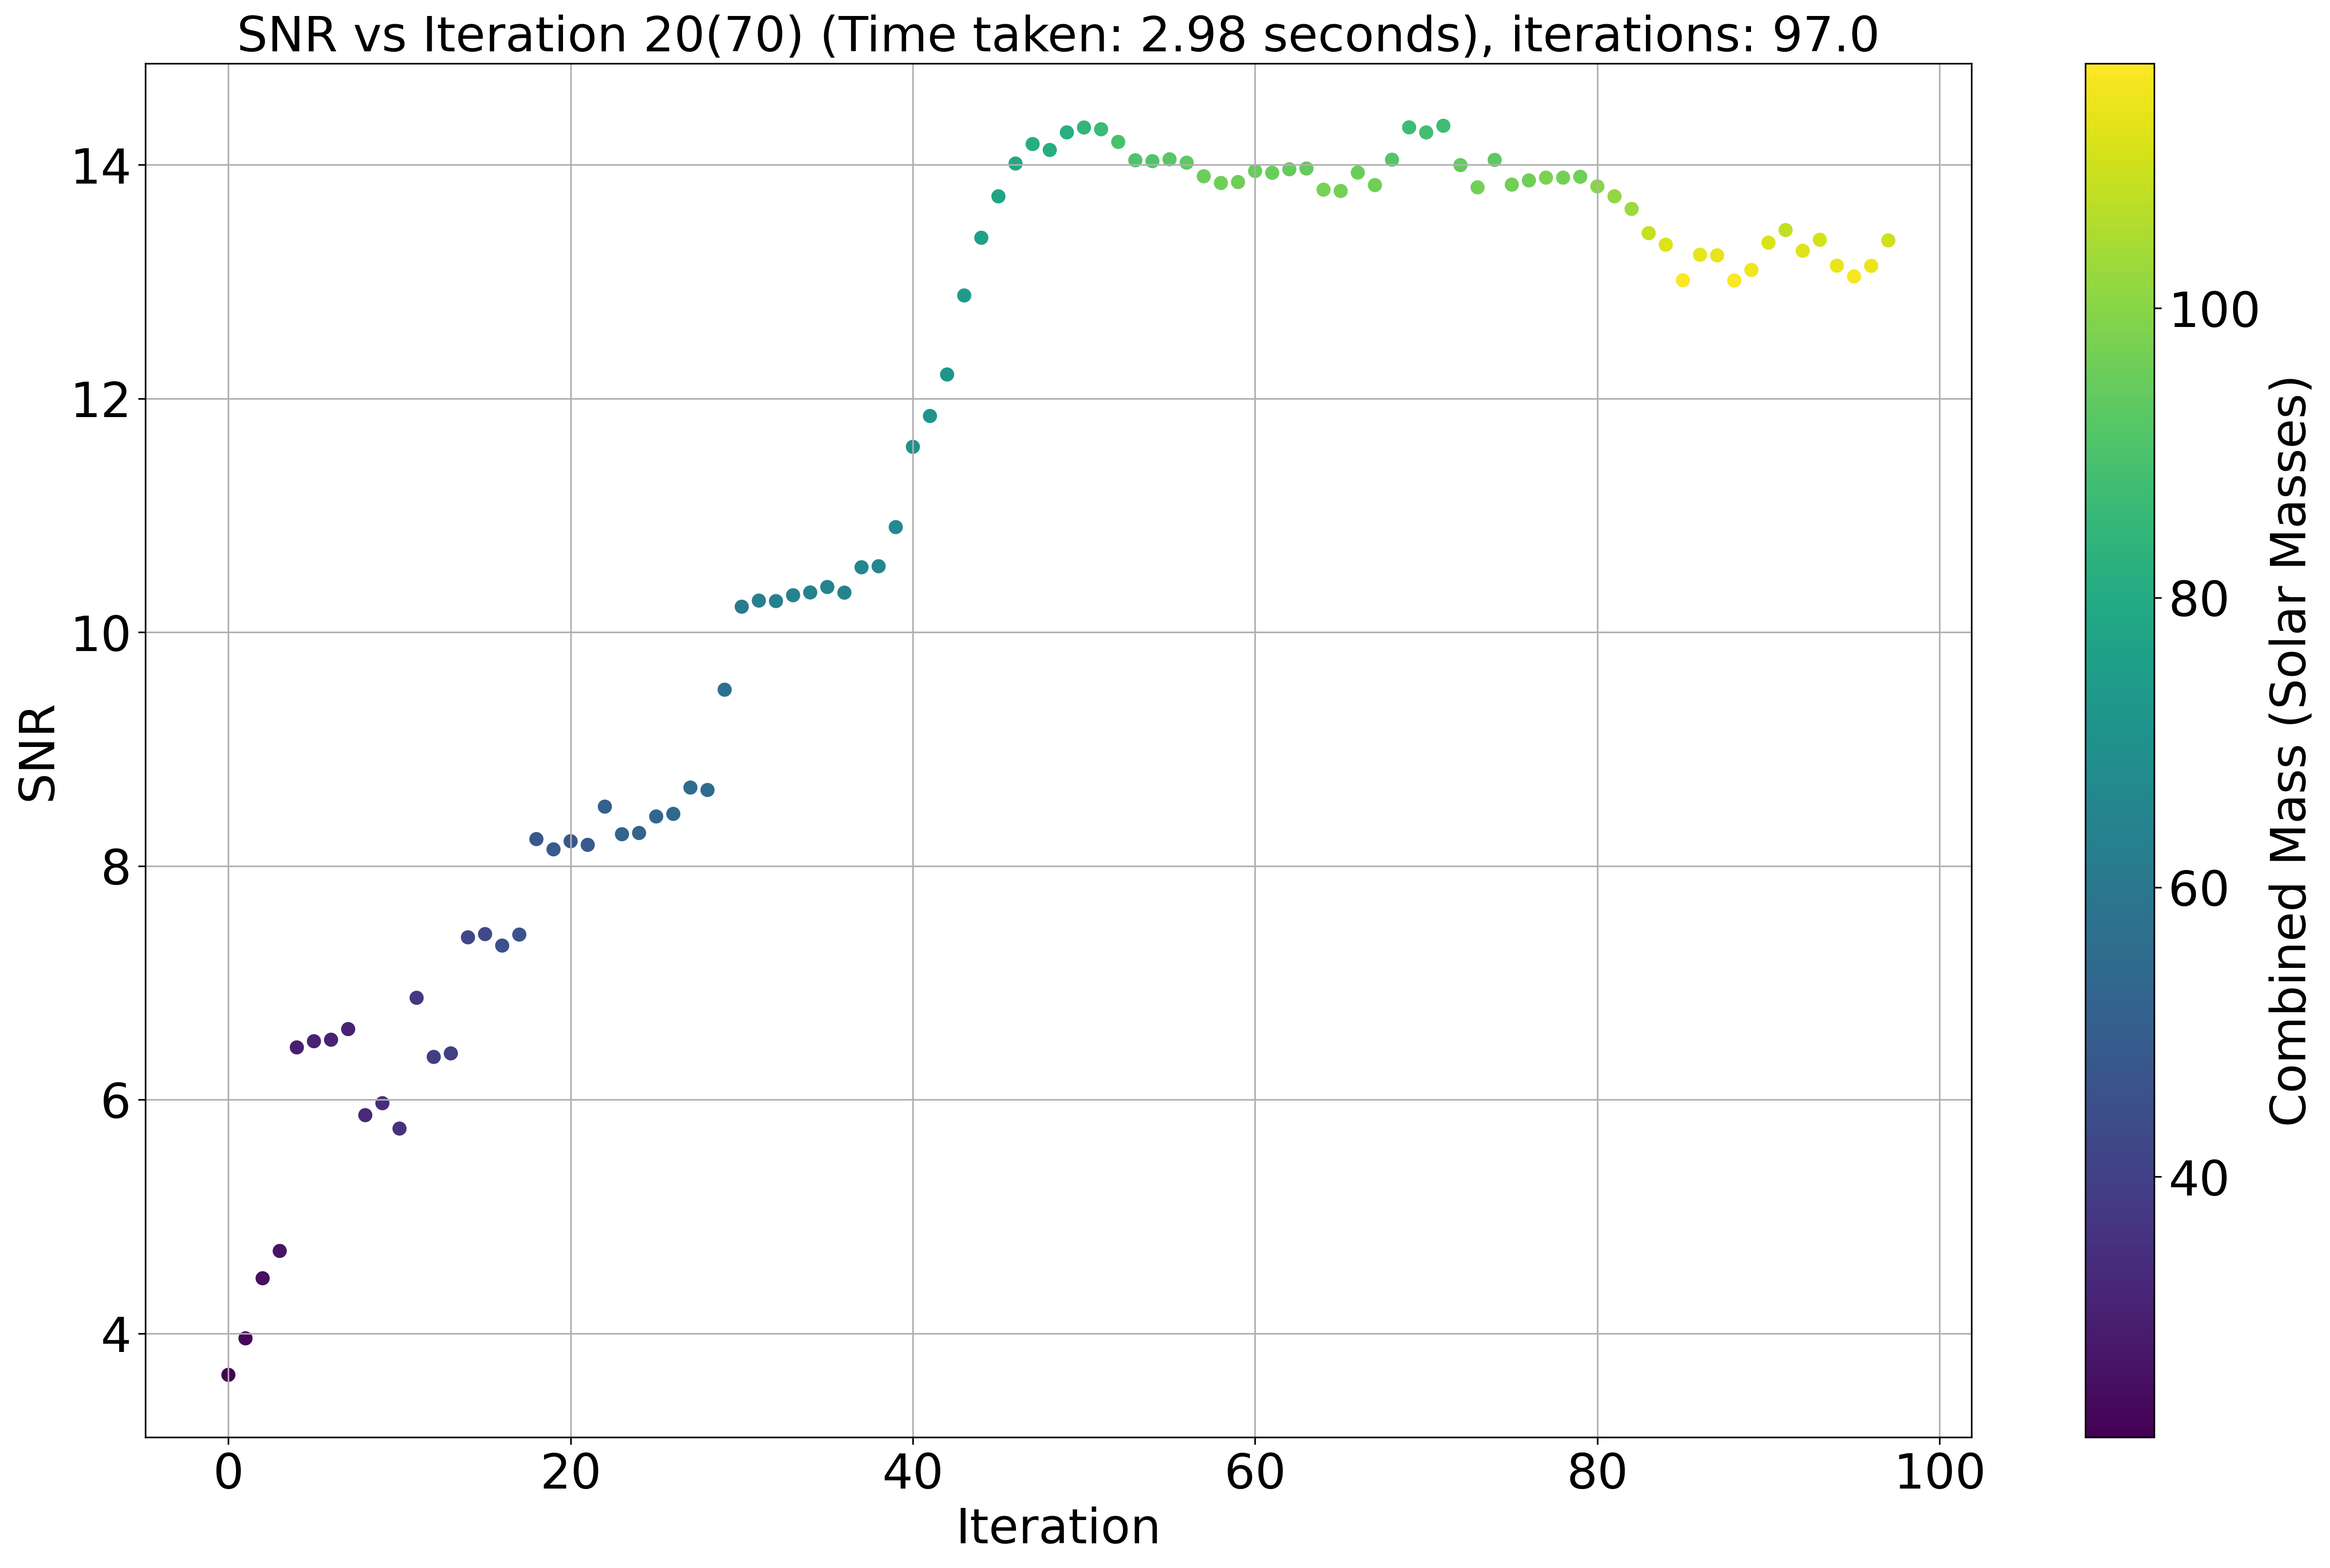 SNR vs Iteration 20(70) (Time taken: 2.98 seconds), iterations: 97.0
14
12
10
8
6
4
SNR
0 20 40 60 80 100
Iteration
100
80
60
40
Combined Mass (Solar Masses)